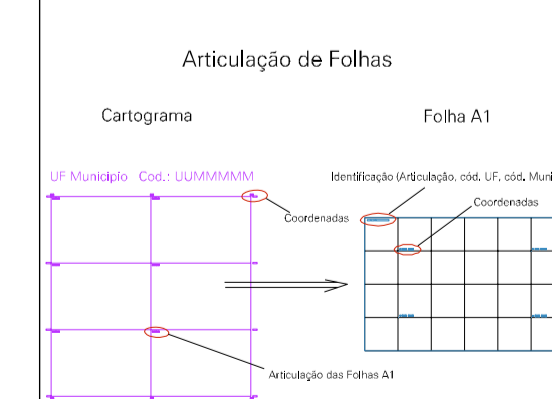 Articulação de Folhas
Cartograma
Folha A1
UF Município Cod.: UUMMMMM
Identificação (Articulação, cód. UF, cód. Muni
Coordenadas
Coordenadas
Articulação das Folhas A1